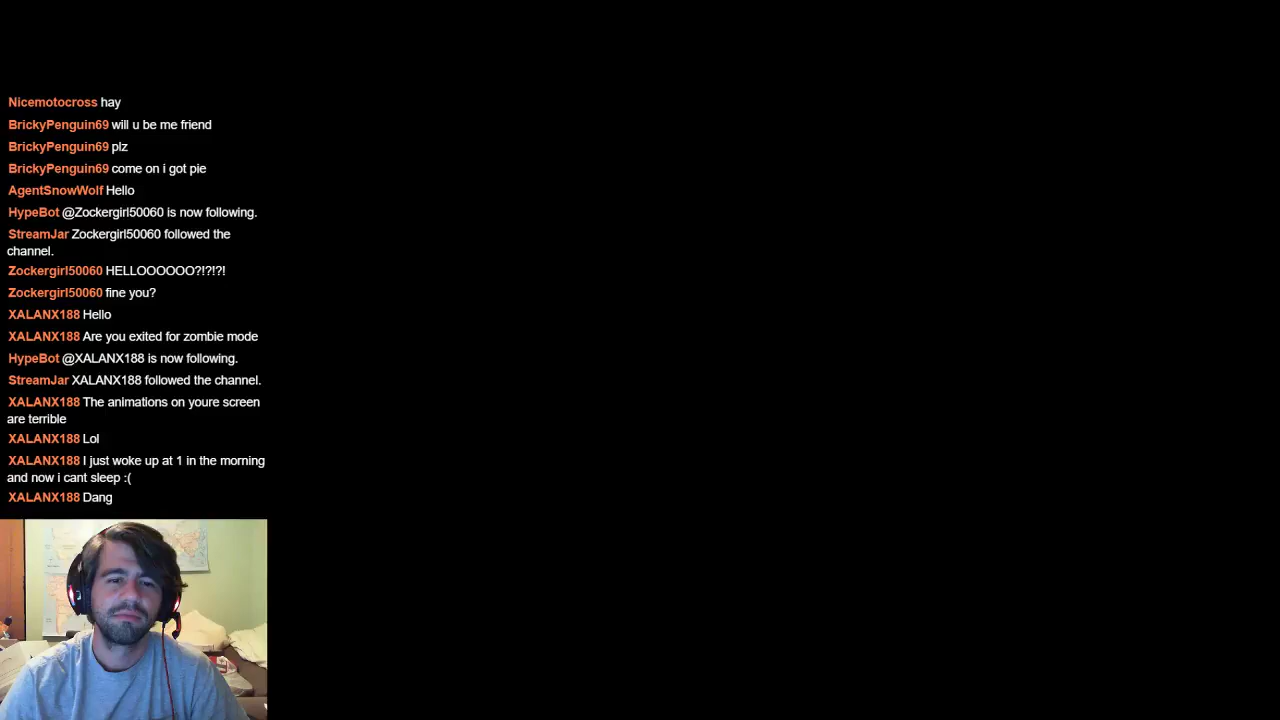 Nicemotocross hay
BrickyPenguin69 will u be me friend
BrickyPenguin69 plz
BrickyPenguin69 come on i got pie
AgentSnowWolf Hello
HypeBot @Zockergirl50060 is now following.
StreamJar Zockergirl50060 followed the
channel.
Zockergirl50060 HELLOOOOOO?!?!?!
Zockergirl50060 fine you?
XALANX188 Hello
XALANX188 Are you exited for zombie mode
HypeBot @XALANX188 is now following.
StreamJar XALANX188 followed the channel.
XALANX188 The animations on youre screen
are terrible
XALANX188 Lol
XALANX188 I just woke up at 1 in the morning
and now i cant sleep :(
XALANX188 Dang